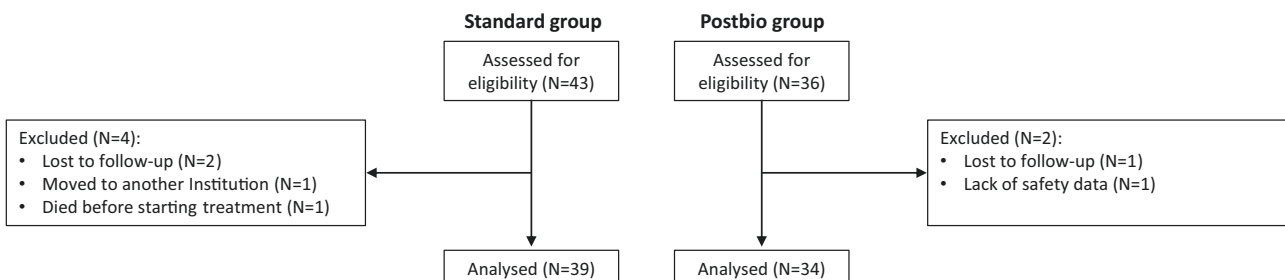 Standard group
Postbio group
Assessed for
eligibility (N=43)
Assessed for
eligibility (N=36)
Excluded (N=4):
• Lost to follow-up (N=2)
• Moved to another Institution (N=1)
• Died before starting treatment (N=1)
Excluded (N=2):
• Lost to follow-up (N=1)
• Lack of safety data (N=1)
Analysed (N=39)
Analysed (N=34)